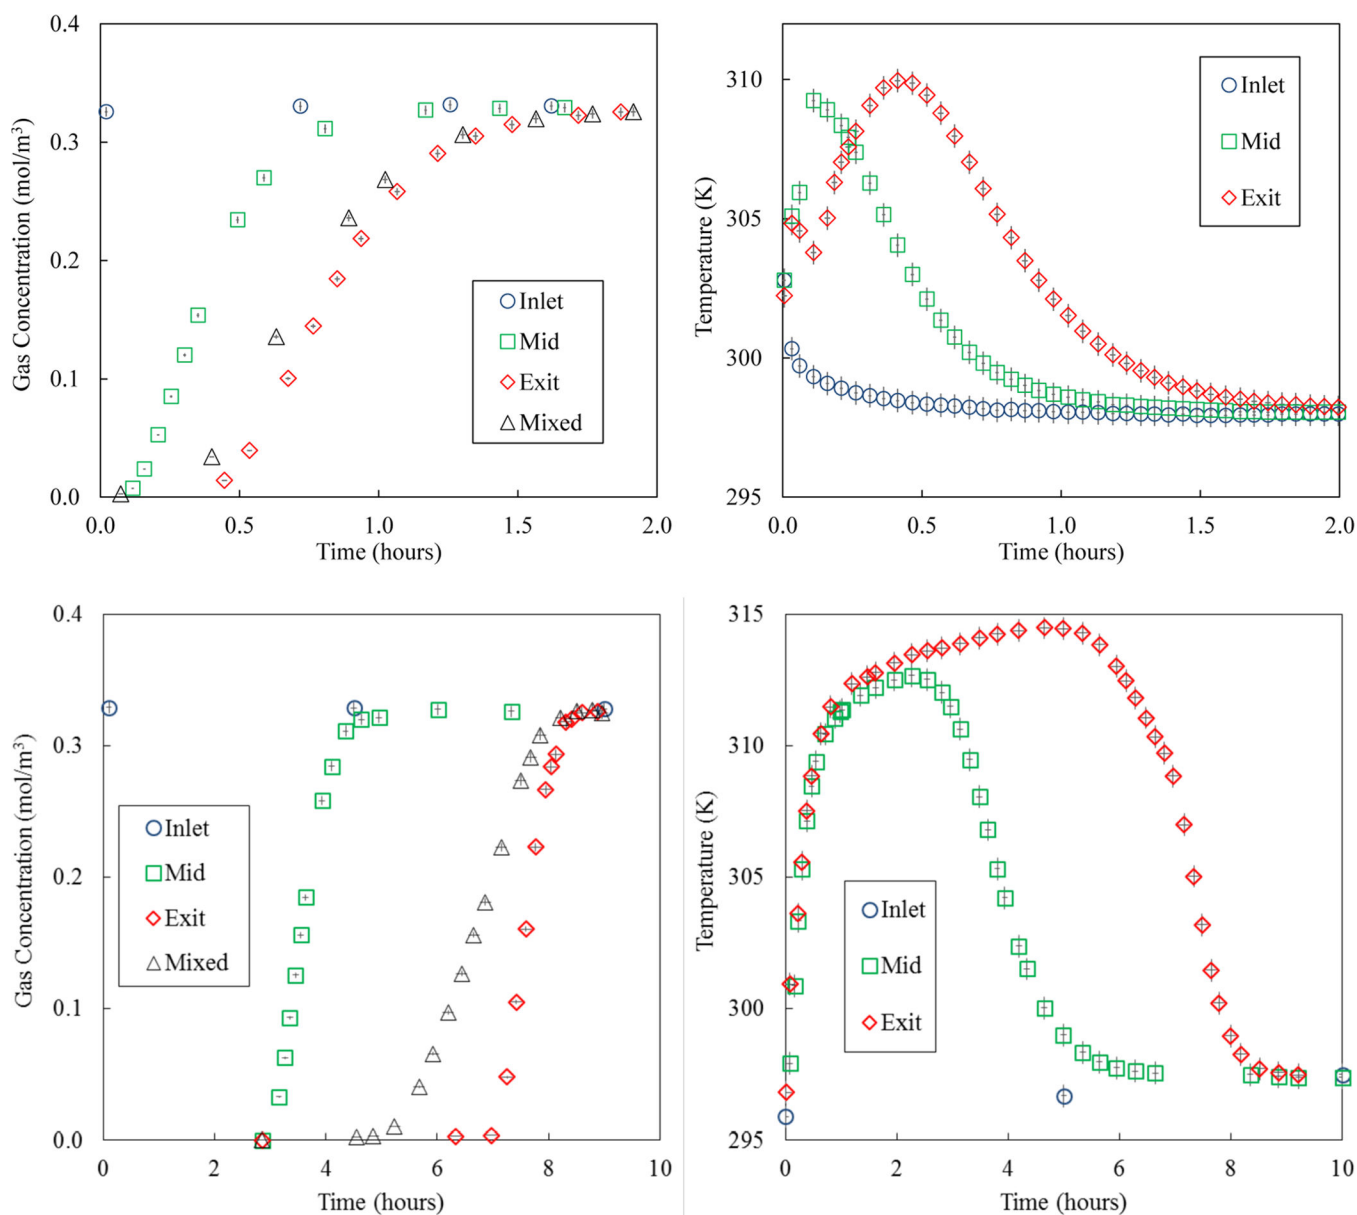 0.4
0.3
0.2
0.1
0.0
Gas Concentration (mol/m³)
Inlet
Mid
Exit
Mixed
0.0 0.5 1.0 1.5 2.0
Time (hours)
310
305
300
295
Temperature (K)
Inlet
Mid
Exit
0.0 0.5 1.0 1.5 2.0
Time (hours)
0.4
0.3
0.2
0.1
0.0
Gas Concentration (mol/m³)
Inlet
Mid
Exit
Mixed
0 2 4 6 8 10
Time (hours)
315
310
305
300
295
Temperature (K)
Inlet
Mid
Exit
0 2 4 6 8 10
Time (hours)